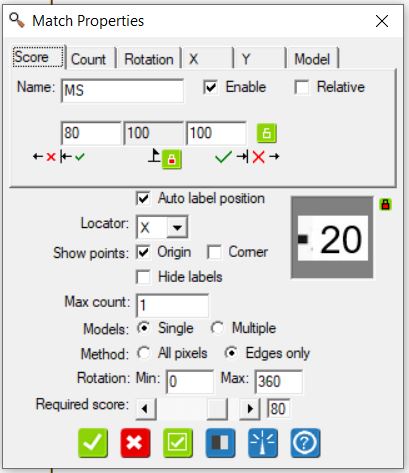 Match Properties
Score Count Rotation X Y Model
Name: MS Enable Relative
80 100 100
Auto label position
Locator: X
Show points: Origin Corner
Hide labels
20
Max count: 1
Models: Single Multiple
Method: All pixels Edges only
Rotation: Min: 0 Max: 360
Required score: 80